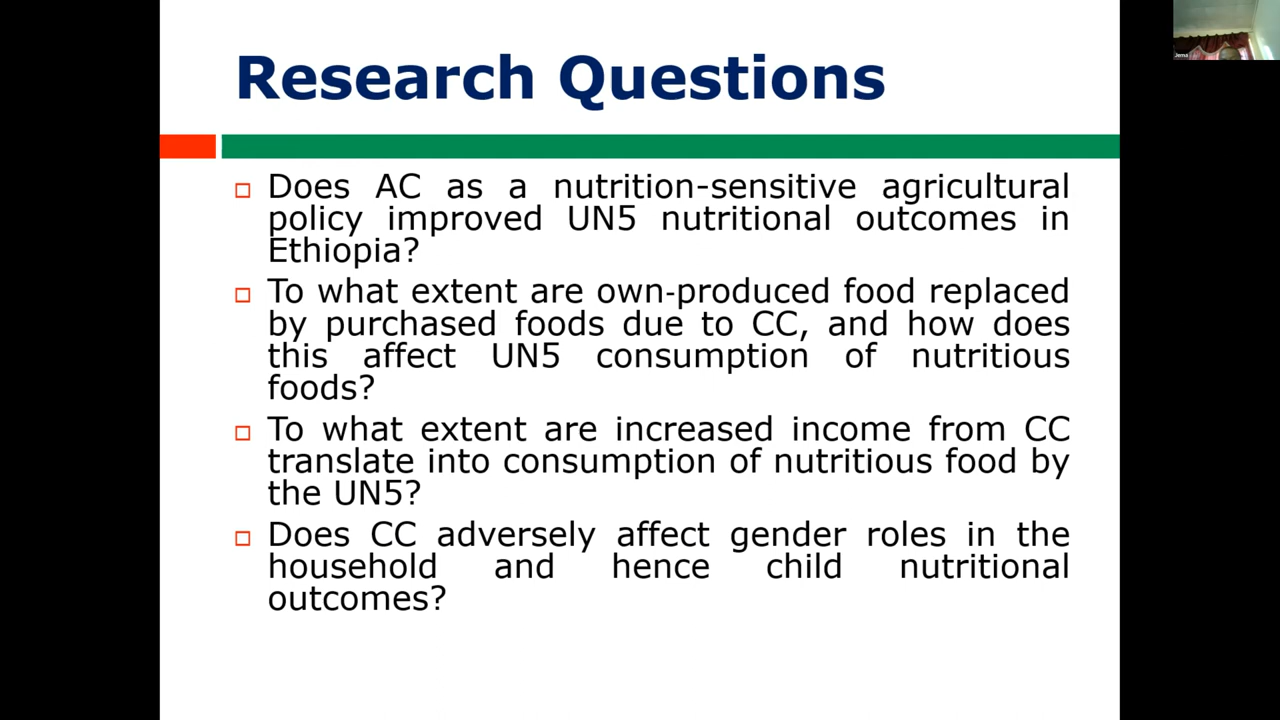 Research Questions
Does AC as a nutrition-sensitive agricultural
policy improved UN5 nutritional outcomes in
Ethiopia?
To what extent are own-produced food replaced
by purchased foods due to CC, and how does
this affect UN5 consumption of nutritious
foods?
To what extent are increased income from CC
translate into consumption of nutritious food by
the UN5?
Does CC adversely affect gender roles in the
household and hence child nutritional
outcomes?